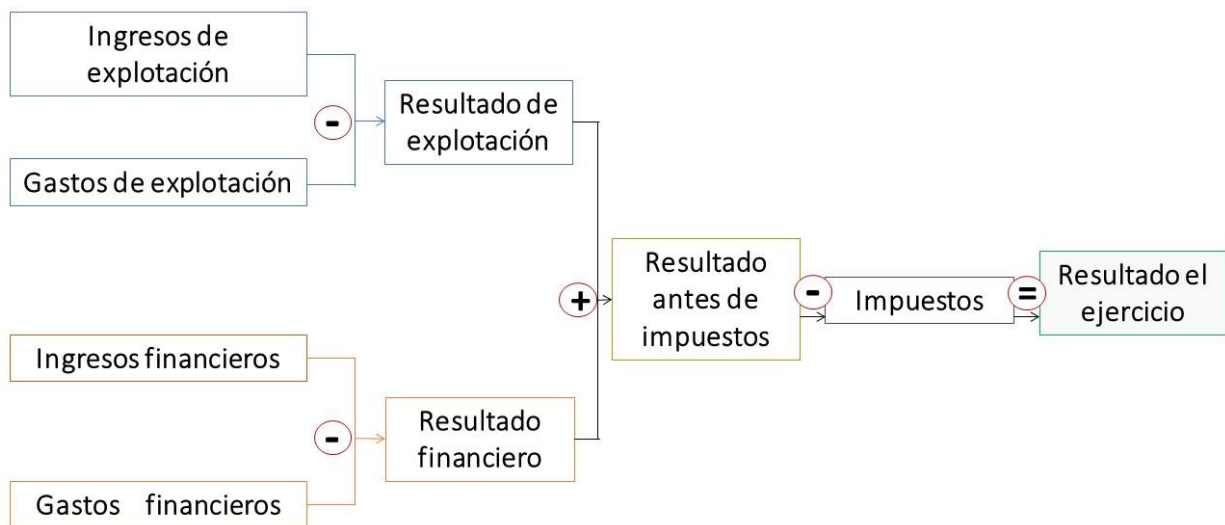 Ingresos de
explotación
-
Gastos de explotación
Resultado de
explotación
+
Ingresos financieros
-
Gastos financieros
Resultado
financiero
Resultado
antes de
impuestos
-
Impuestos
=
Resultado el
ejercicio